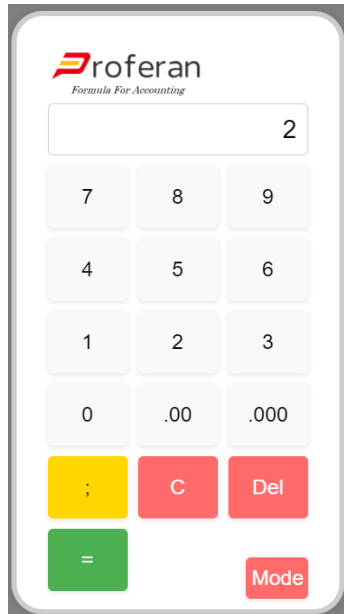 Proferan
Formula For Accounting
2
7 8 9
4 5 6
1 2 3
0 .00 .000
; C Del
=
Mode